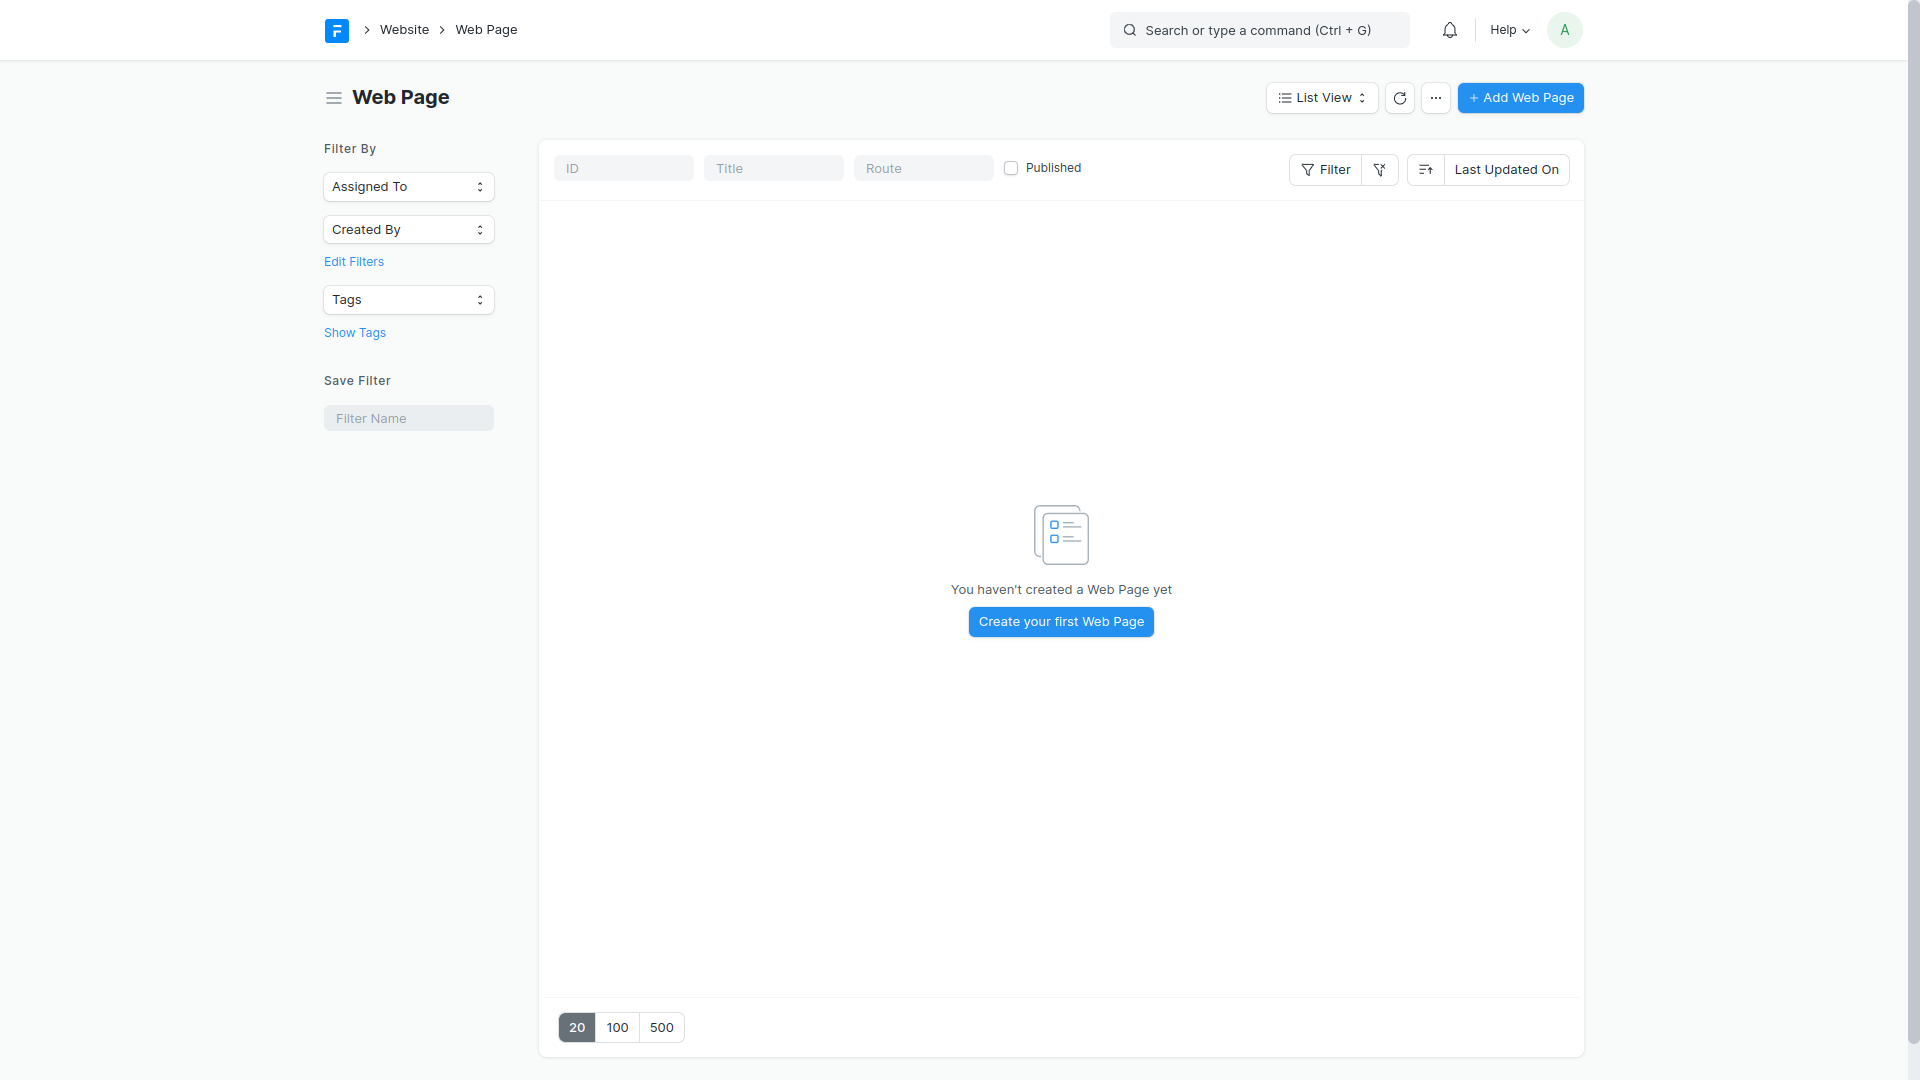 Website
Web Page
Search or type a command (Ctrl + G)
Help
A
Web Page
List View
Add Web Page
Filter By
Assigned To
Created By
Edit Filters
Tags
Show Tags
Save Filter
Filter Name
ID
Title
Route
Published
Filter
Last Updated On
You haven't created a Web Page yet
Create your first Web Page
20
100
500